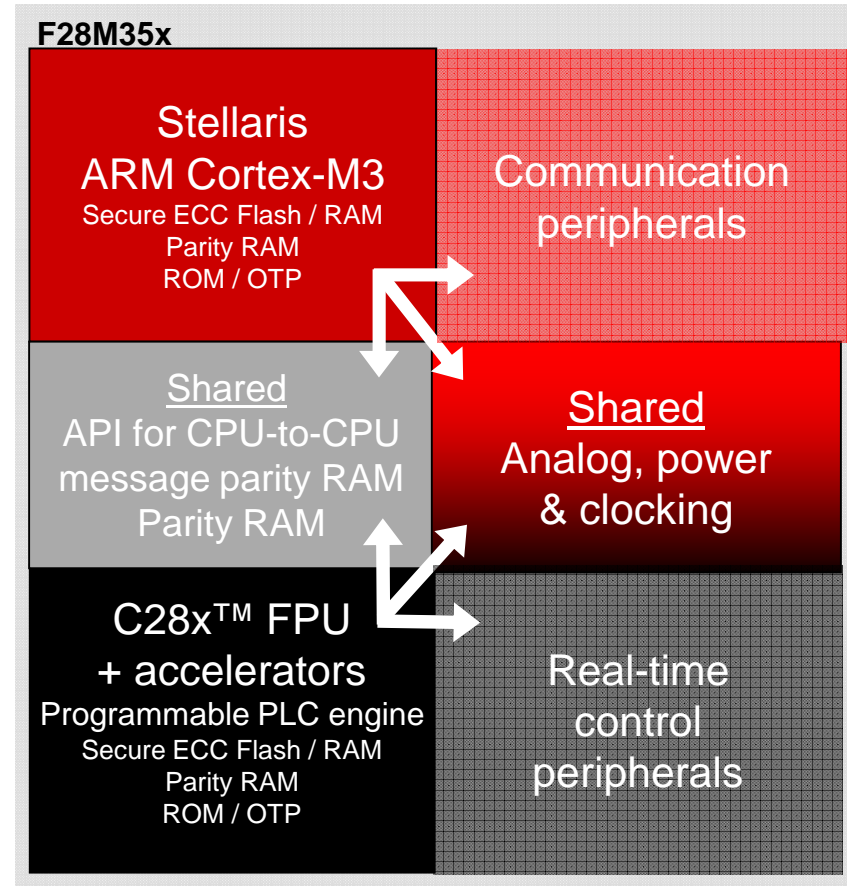 F28M35x
Stellaris
ARM Cortex-M3
Secure ECC Flash / RAM
Parity RAM
ROM / OTP
Communication
peripherals
Shared
API for CPU-to-CPU
message parity RAM
Parity RAM
Shared
Analog, power
& clocking
C28x™ FPU
+ accelerators
Programmable PLC engine
Secure ECC Flash / RAM
Parity RAM
ROM / OTP
Real-time
control
peripherals